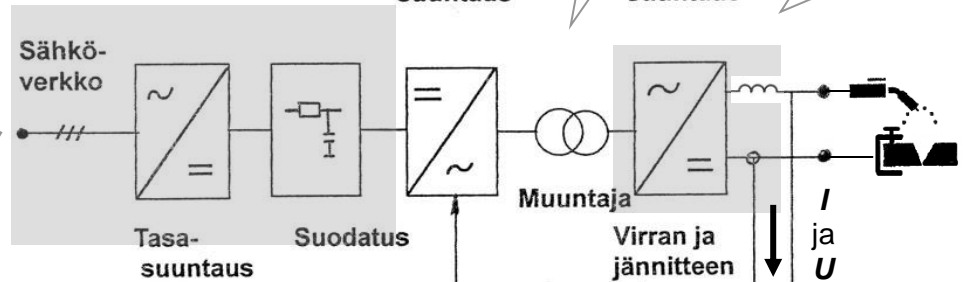 Sähkö-
verkko
Tasa-
suuntaus
Suodatus
Muuntaja
Virran ja
jännitteen
I
ja
U